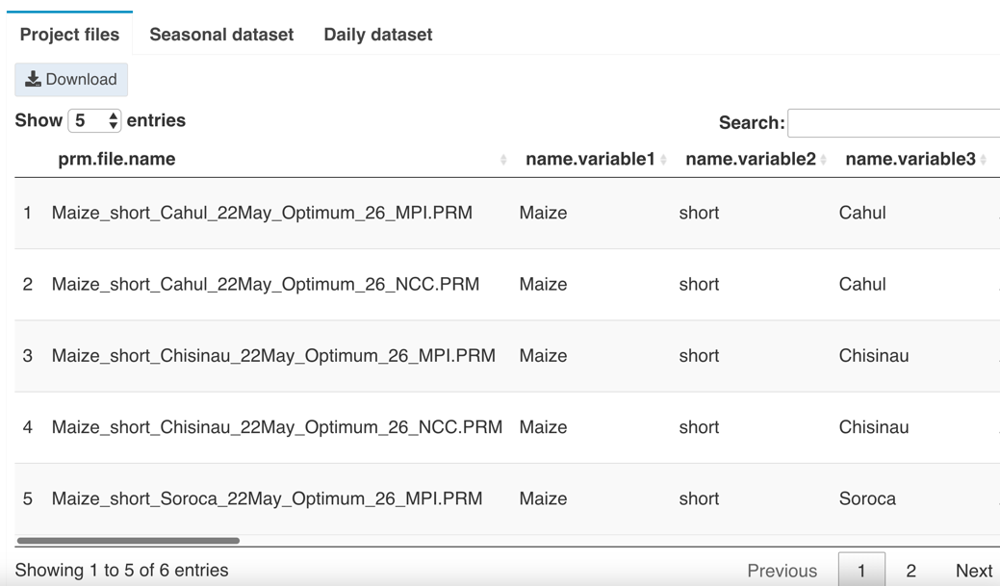 Project files Seasonal dataset Daily dataset
Download
Show 5 entries
Search:
prm.file.name name.variable1 name.variable2 name.variable3
1 Maize_short_Cahul_22May_Optimum_26_MPI.PRM Maize short Cahul
2 Maize_short_Cahul_22May_Optimum_26_NCC.PRM Maize short Cahul
3 Maize_short_Chisinau_22May_Optimum_26_MPI.PRM Maize short Chisinau
4 Maize_short_Chisinau_22May_Optimum_26_NCC.PRM Maize short Chisinau
5 Maize_short_Soroca_22May_Optimum_26_MPI.PRM Maize short Soroca
Showing 1 to 5 of 6 entries
Previous 1 2 Next